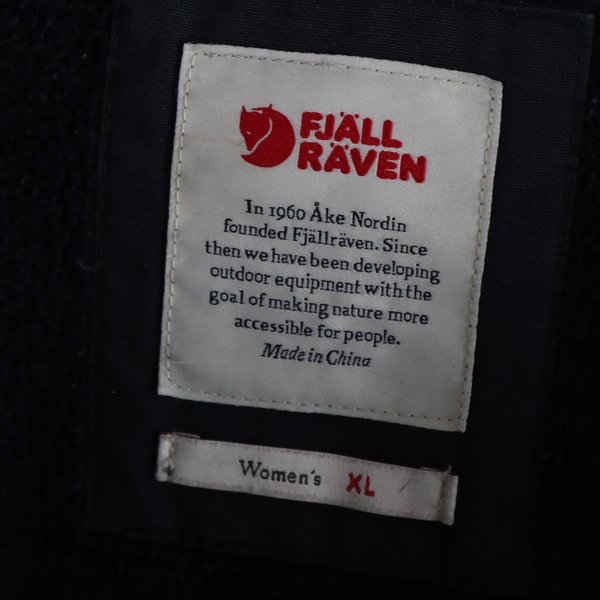 FJÄLL
RÄVEN
In 1960 Åke Nordin
founded Fjällräven. Since
then we have been developing
outdoor equipment with the
goal of making nature more
accessible for people.
Made in China
Women's XL